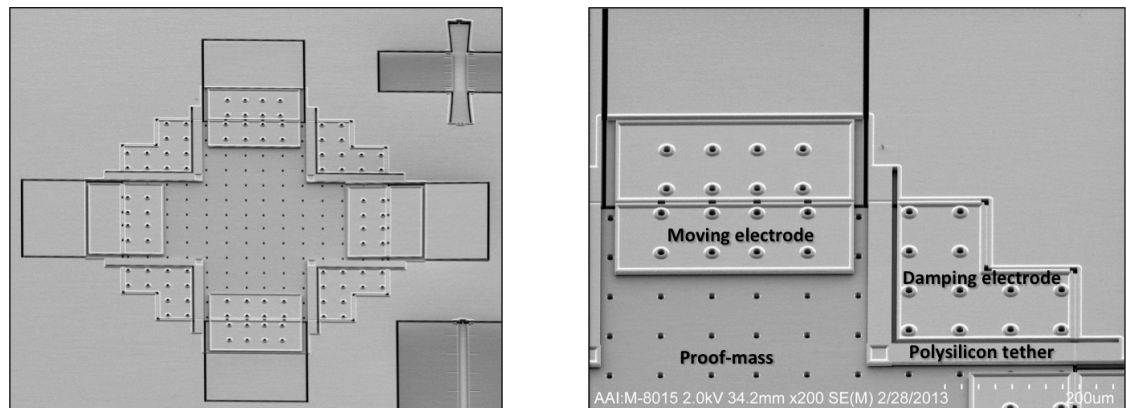 Moving electrode
Damping electrode
Proof-mass
Polysilicon tether
AAI:M-8015 2.0kV 34.2mm x200 SE(M) 2/28/2013
200um